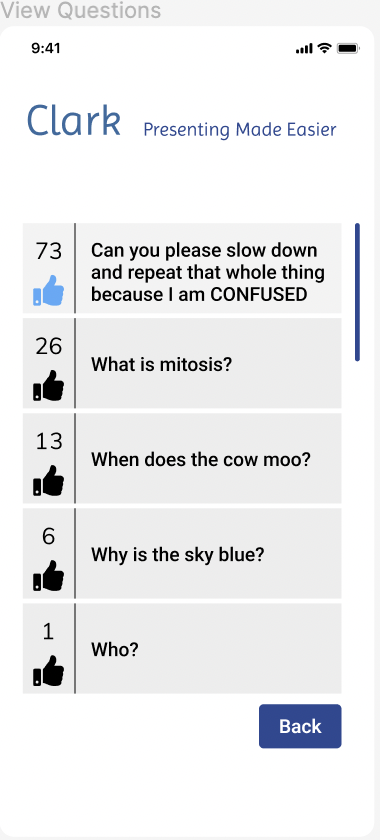 View Questions
9:41
Clark Presenting Made Easier
73
Can you please slow down
and repeat that whole thing
because I am CONFUSED
26
What is mitosis?
13
When does the cow moo?
6
Why is the sky blue?
1
Who?
Back